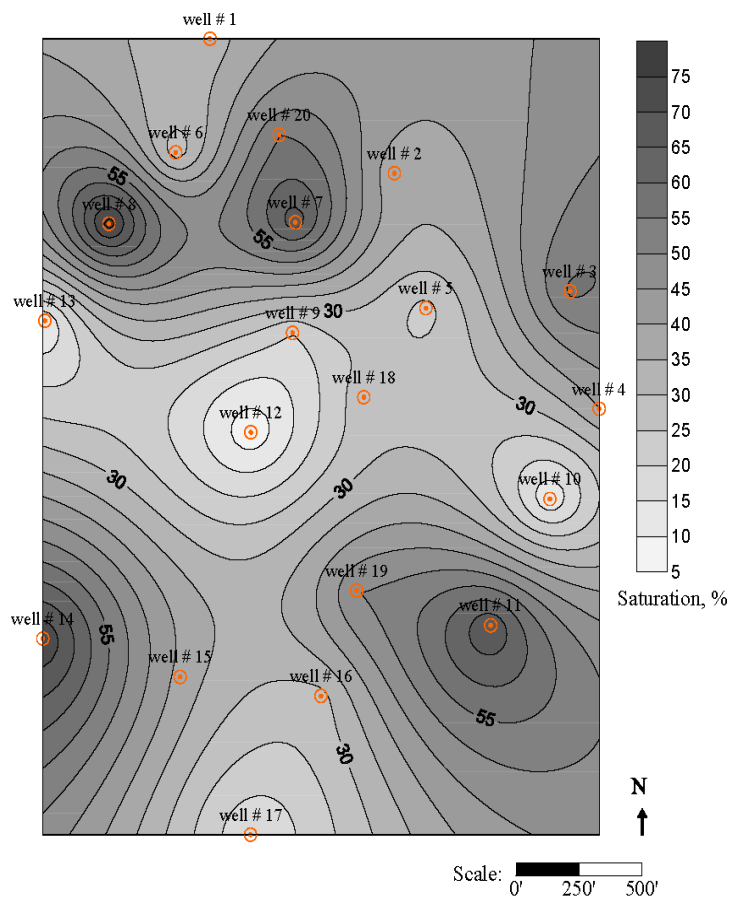 well # 1
well # 6
well # 20
well # 2
55
well # 8
well # 7
55
well # 3
well # 13
well # 9
30
well # 5
well # 18
well # 12
30
well # 4
30
30
well # 10
well # 19
well # 14
55
well # 11
well # 15
well # 16
55
30
well # 17
75
70
65
60
55
50
45
40
35
30
25
20
15
10
5
Saturation, %
N
Scale:
0' 250' 500'